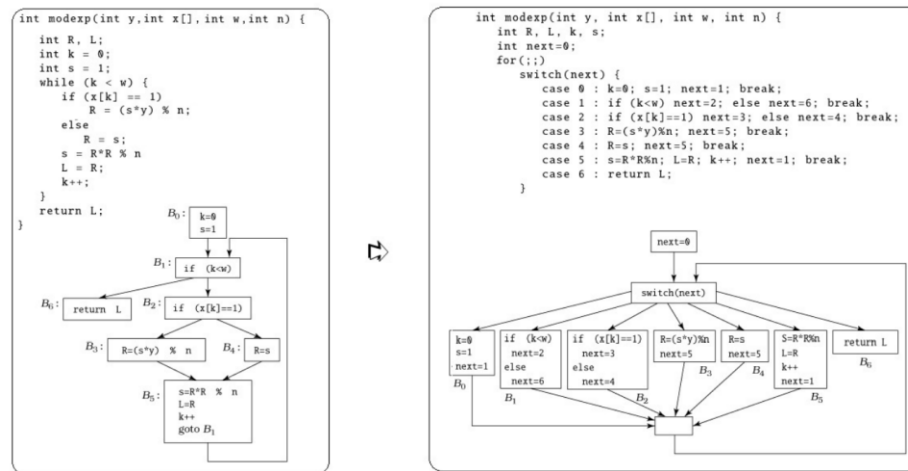 int modexp(int y,int x[], int w,int n) {
int R, L;
int k = 0;
int s = 1;
while (k < w) {
if (x[k] == 1)
R = (s*y) % n;
else
R = s;
s = R*R % n
L = R;
k++;
}
return L;
}
B0:
k=0
s=1
B1:
if (k<w)
B6:
return L
B2:
if (x[k]==1)
B3:
R=(s*y) % n
B4:
R=s
B5:
s=R*R % n
L=R
k++
goto B1
int modexp(int y, int x[], int w, int n) {
int R, L, k, s;
int next=0;
for(;;)
switch(next) {
case 0 : k=0; s=1; next=1; break;
case 1 : if (k<w) next=2; else next=6; break;
case 2 : if (x[k]==1) next=3; else next=4; break;
case 3 : R=(s*y)%n; next=5; break;
case 4 : R=s; next=5; break;
case 5 : s=R*R%n; L=R; k++; next=1; break;
case 6 : return L;
}
next=0
switch(next)
k=0
s=1
next=1
B0
if (k<w)
next=2
else
next=6
B1
if (x[k]==1)
next=3
else
next=4
B2
R=(s*y)%n
next=5
B3
R=s
next=5
B4
S=R*R%n
L=R
k++
next=1
B5
return L
B6